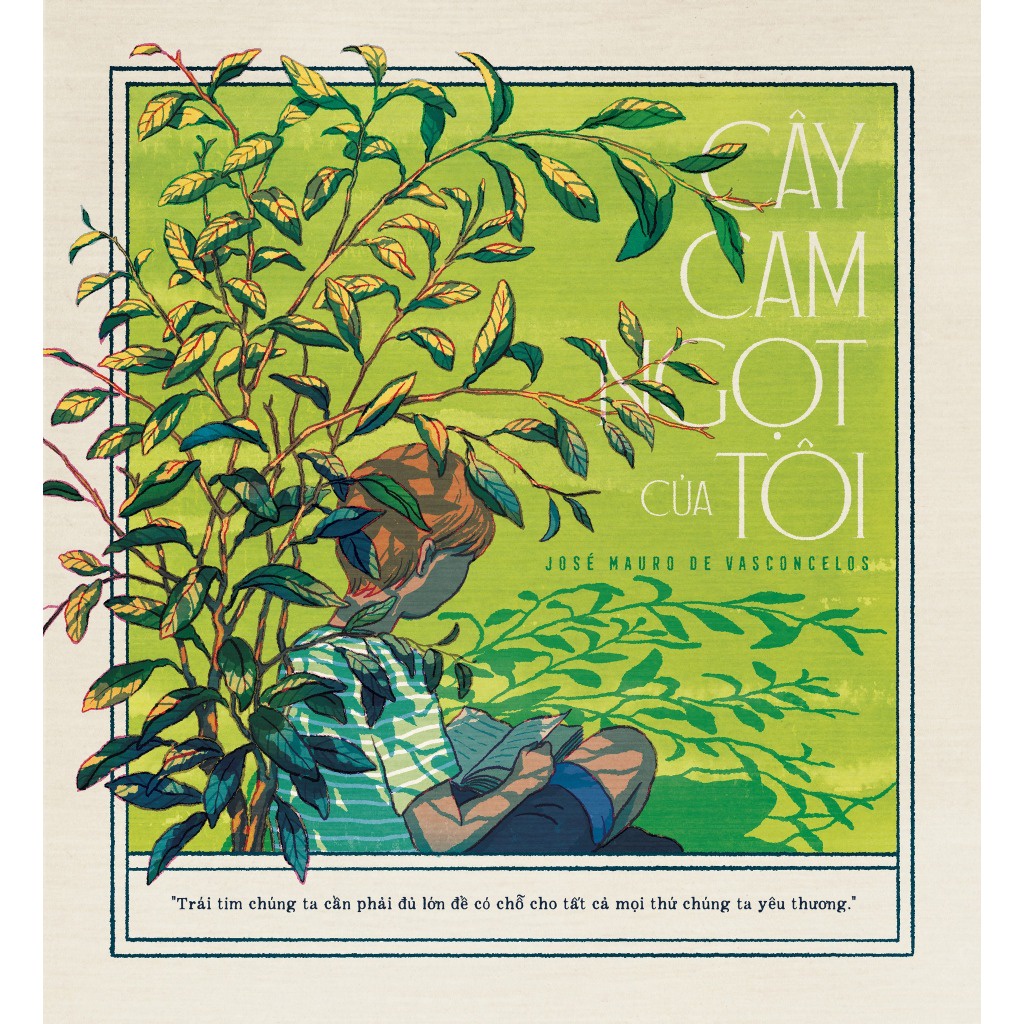 CÂY
CAM
NGỌT
CỦA TÔI
JOSÉ MAURO DE VASCONCELOS
"Trái tim chúng ta cần phải đủ lớn để có chỗ cho tất cả mọi thứ chúng ta yêu thương."